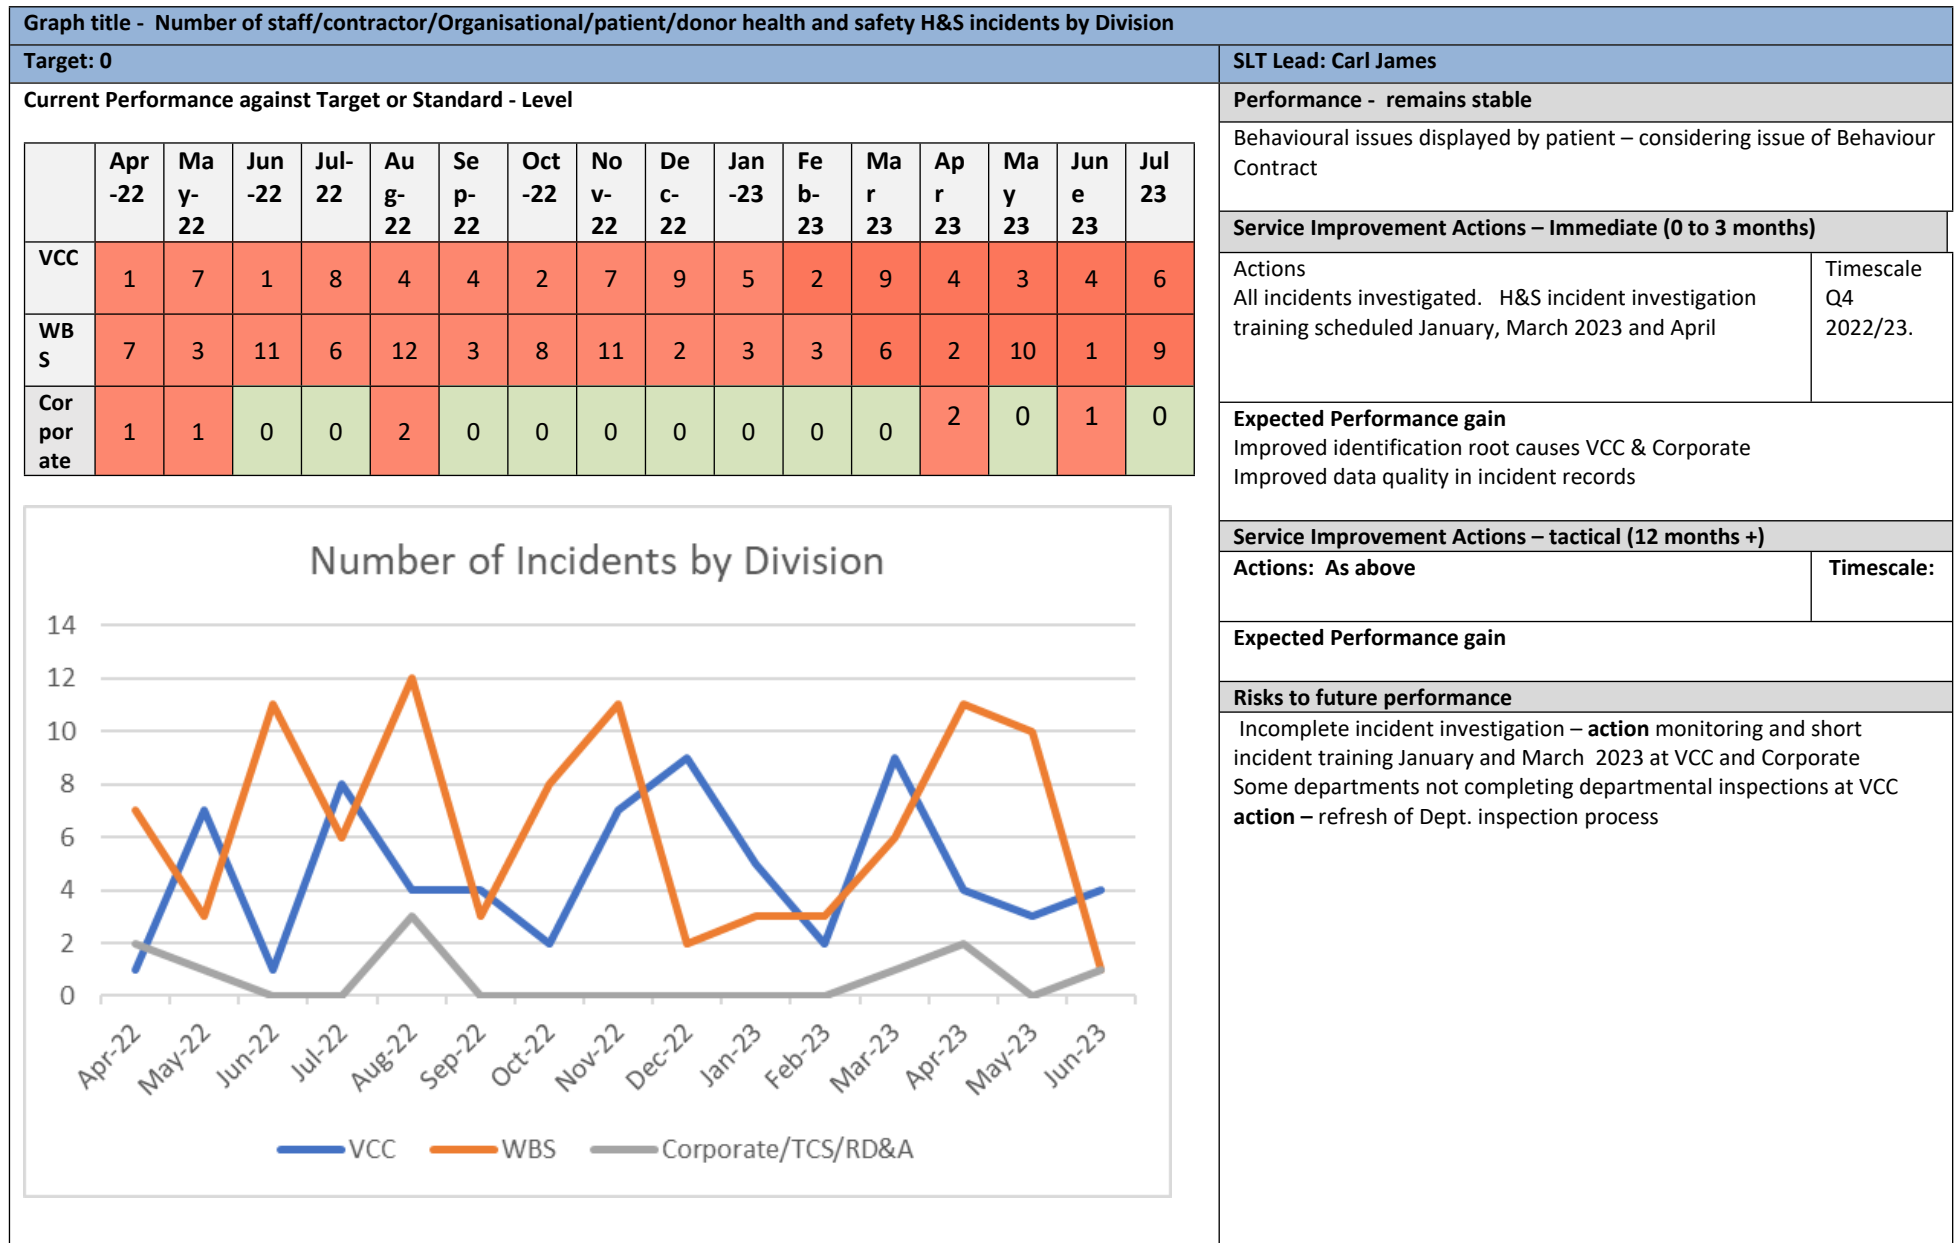 Graph title - Number of staff/contractor/Organisational/patient/donor health and safety H&S incidents by Division
Target: 0
SLT Lead: Carl James
Current Performance against Target or Standard - Level
Apr -22 Ma y- 22 Jun -22 Jul- 22 Au g- 22 Se p- 22 Oct -22 No v- 22 De c- 22 Jan -23 Fe b- 23 Ma r 23 Ap r 23 Ma y 23 Jun e 23 Jul 23
VCC 1 7 1 8 4 4 2 7 9 5 2 9 4 3 4 6
WB S 7 3 11 6 12 3 8 11 2 3 3 6 2 10 1 9
Cor por ate 1 1 0 0 2 0 0 0 0 0 0 0 2 0 1 0
Number of Incidents by Division
14
12
10
8
6
4
2
0
Apr-22 May-22 Jun-22 Jul-22 Aug-22 Sep-22 Oct-22 Nov-22 Dec-22 Jan-23 Feb-23 Mar-23 Apr-23 May-23 Jun-23
VCC WBS Corporate/TCS/RD&A
Performance - remains stable
Behavioural issues displayed by patient – considering issue of Behaviour
Contract
Service Improvement Actions – Immediate (0 to 3 months)
Actions
All incidents investigated. H&S incident investigation
training scheduled January, March 2023 and April
Timescale
Q4
2022/23.
Expected Performance gain
Improved identification root causes VCC & Corporate
Improved data quality in incident records
Service Improvement Actions – tactical (12 months +)
Actions: As above
Timescale:
Expected Performance gain
Risks to future performance
Incomplete incident investigation – action monitoring and short
incident training January and March 2023 at VCC and Corporate
Some departments not completing departmental inspections at VCC
action – refresh of Dept. inspection process